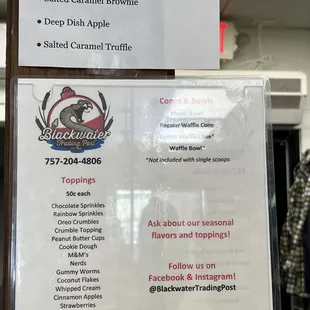 • Salted Caramel Brownie
• Deep Dish Apple
• Salted Caramel Truffle
Blackwater
Trading Post
757-204-4806
Toppings
50c each
Chocolate Sprinkles
Rainbow Sprinkles
Oreo Crumbles
Crumble Topping
Peanut Butter Cups
Cookie Dough
M&M's
Nerds
Gummy Worms
Coconut Flakes
Whipped Cream
Cinnamon Apples
Strawberries
Cones & Bowls
Regular Waffle Cone
Waffle Bowl*
*Not included with single scoops
Ask about our seasonal
flavors and toppings!
Follow us on
Facebook & Instagram!
@BlackwaterTradingPost